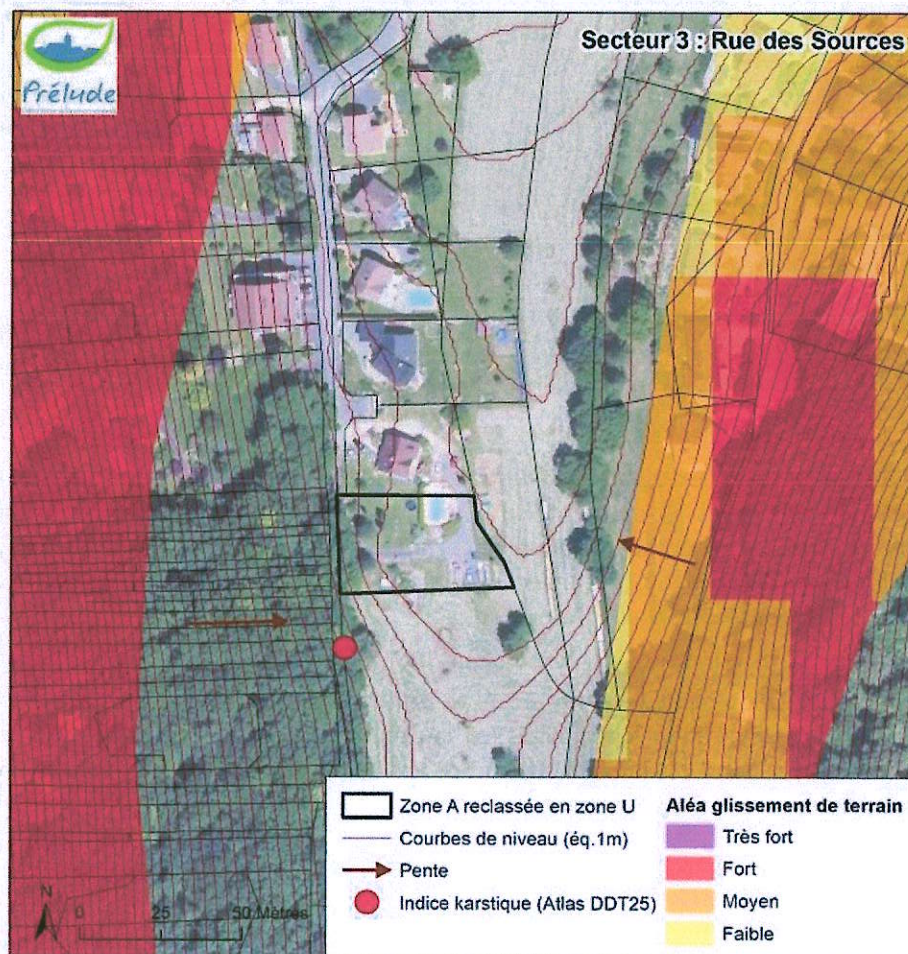 Prélude
Secteur 3 : Rue des Sources
Zone A reclassée en zone U
Courbes de niveau (éq.1m)
Pente
Indice karstique (Atlas DDT25)
Aléa glissement de terrain
Très fort
Fort
Moyen
Faible
N
0 25 50 Mètres